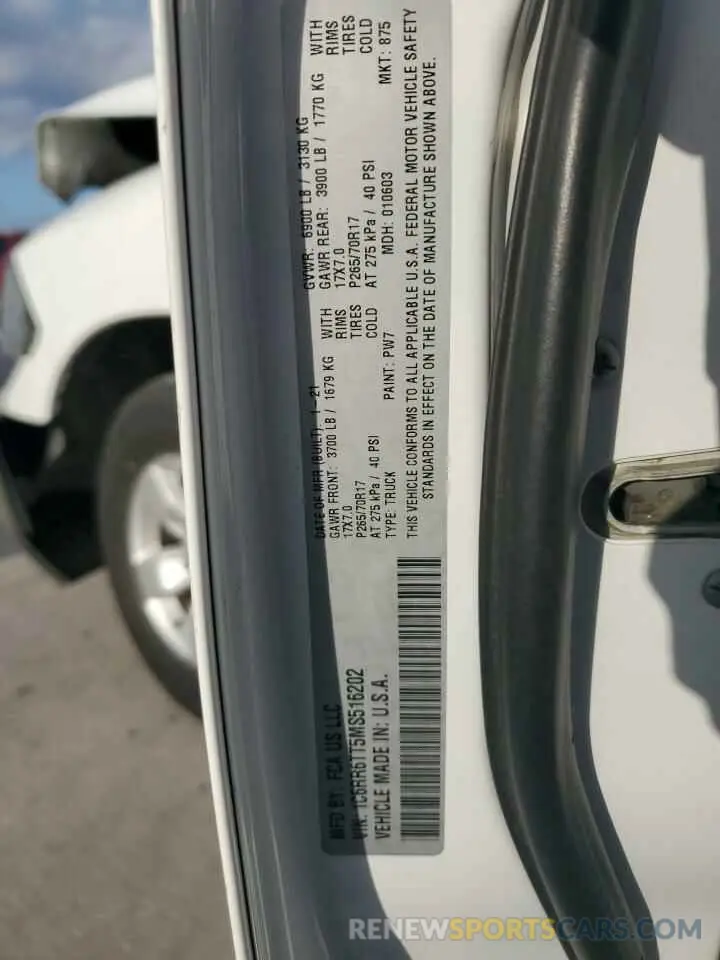 MFD BY: FCA US LLC
DATE OF MFR (BUILT): 1-21
GVWR: 6900 LB / 3130 KG
VIN: 1C6RR6TT5MS516202
GAWR FRONT: 3700 LB / 1679 KG WITH
GAWR REAR: 3900 LB / 1770 KG WITH
17X7.0 RIMS
17X7.0 RIMS
VEHICLE MADE IN: U.S.A.
P265/70R17 TIRES
P265/70R17 TIRES
AT 275 kPa / 40 PSI COLD
AT 275 kPa / 40 PSI COLD
TYPE: TRUCK PAINT: PW7 MDH: 010603 MKT: 875
THIS VEHICLE CONFORMS TO ALL APPLICABLE U.S.A. FEDERAL MOTOR VEHICLE SAFETY
STANDARDS IN EFFECT ON THE DATE OF MANUFACTURE SHOWN ABOVE.
RENEWSPORTSCARS.COM